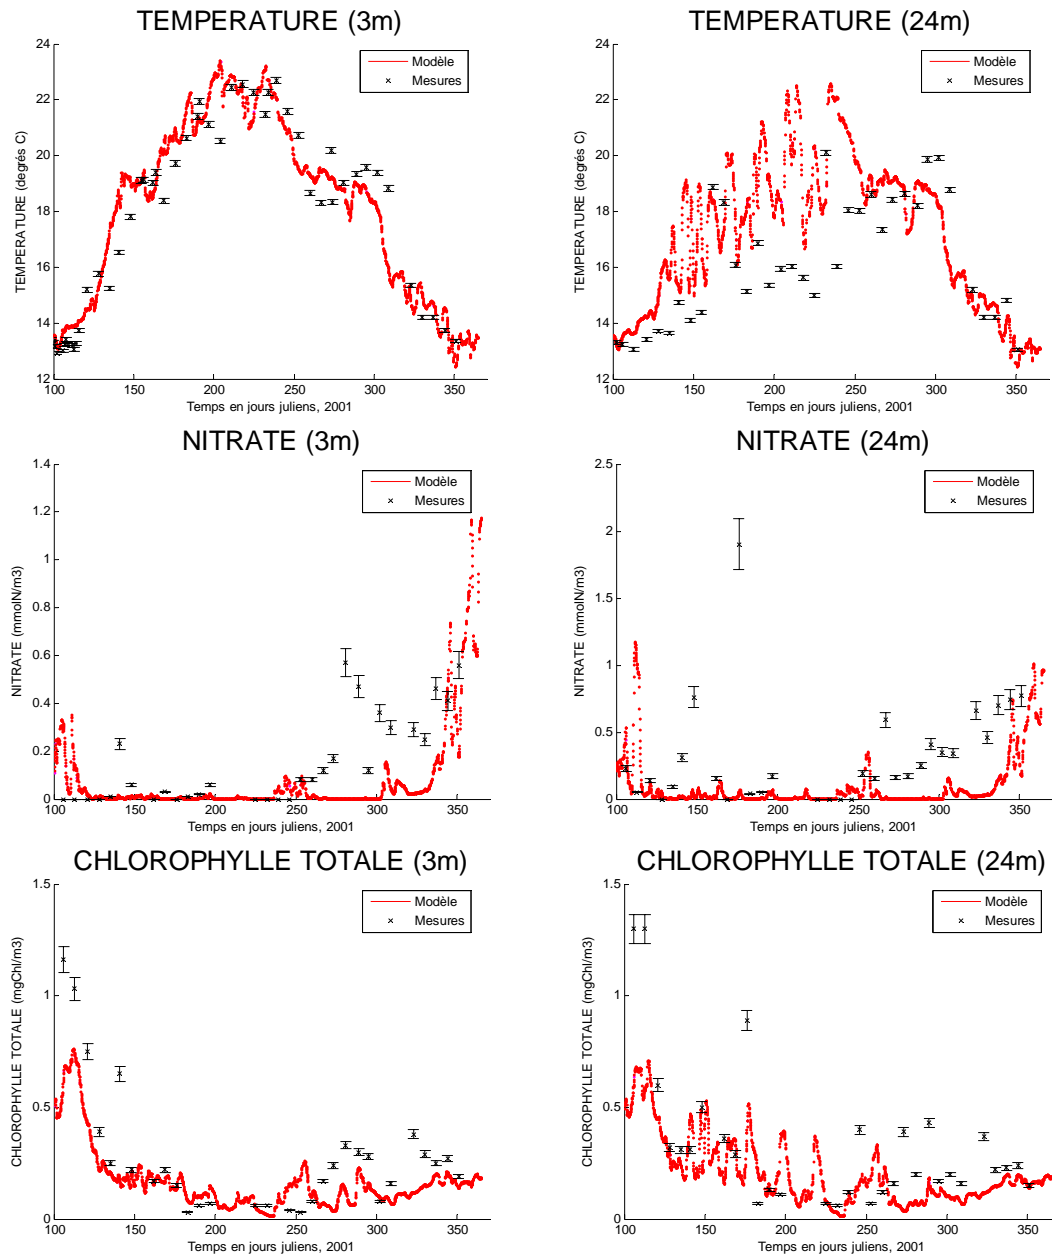 TEMPERATURE (3m)
24
22
20
18
16
14
12
TEMPERATURE (degrés C)
Modèle
Mesures
100 150 200 250 300 350
Temps en jours juliens, 2001
TEMPERATURE (24m)
24
22
20
18
16
14
12
TEMPERATURE (degrés C)
Modèle
Mesures
100 150 200 250 300 350
Temps en jours juliens, 2001
NITRATE (3m)
1.4
1.2
1
0.8
0.6
0.4
0.2
0
NITRATE (mmolN/m3)
Modèle
Mesures
100 150 200 250 300 350
Temps en jours juliens, 2001
NITRATE (24m)
2.5
2
1.5
1
0.5
0
NITRATE (mmolN/m3)
Modèle
Mesures
100 150 200 250 300 350
Temps en jours juliens, 2001
CHLOROPHYLLE TOTALE (3m)
1.5
1
0.5
0
CHLOROPHYLLE TOTALE (mgChl/m3)
Modèle
Mesures
100 150 200 250 300 350
Temps en jours juliens, 2001
CHLOROPHYLLE TOTALE (24m)
1.5
1
0.5
0
CHLOROPHYLLE TOTALE (mgChl/m3)
Modèle
Mesures
100 150 200 250 300 350
Temps en jours juliens, 2001